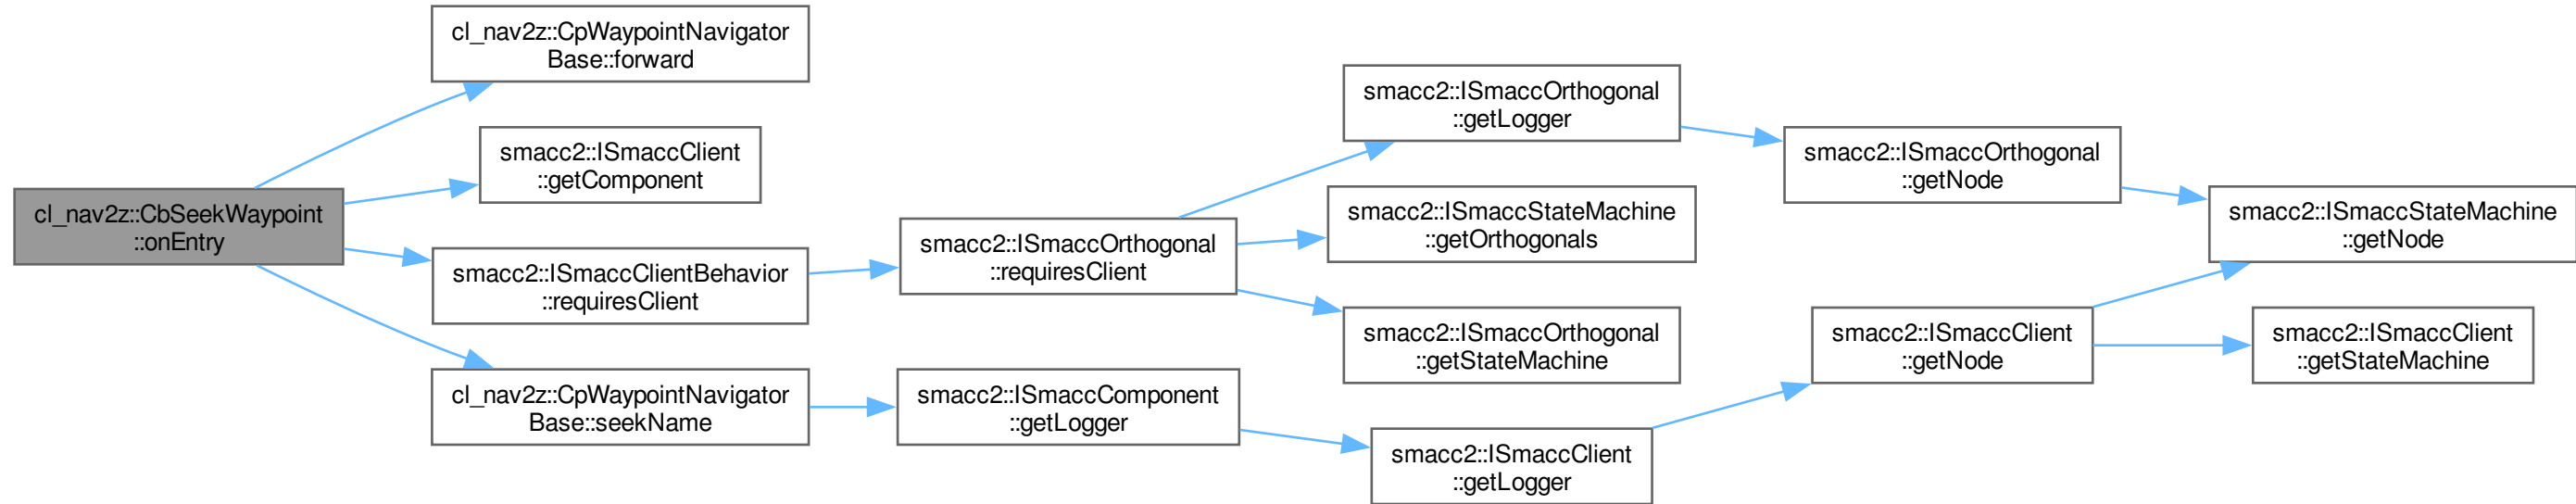 cl_nav2z::CbSeekWaypoint
::onEntry
cl_nav2z::CpWaypointNavigator
Base::forward
smacc2::ISmaccClient
::getComponent
smacc2::ISmaccClientBehavior
::requiresClient
cl_nav2z::CpWaypointNavigator
Base::seekName
smacc2::ISmaccOrthogonal
::requiresClient
smacc2::ISmaccComponent
::getLogger
smacc2::ISmaccOrthogonal
::getLogger
smacc2::ISmaccStateMachine
::getOrthogonals
smacc2::ISmaccOrthogonal
::getStateMachine
smacc2::ISmaccClient
::getLogger
smacc2::ISmaccOrthogonal
::getNode
smacc2::ISmaccClient
::getNode
smacc2::ISmaccStateMachine
::getNode
smacc2::ISmaccClient
::getStateMachine